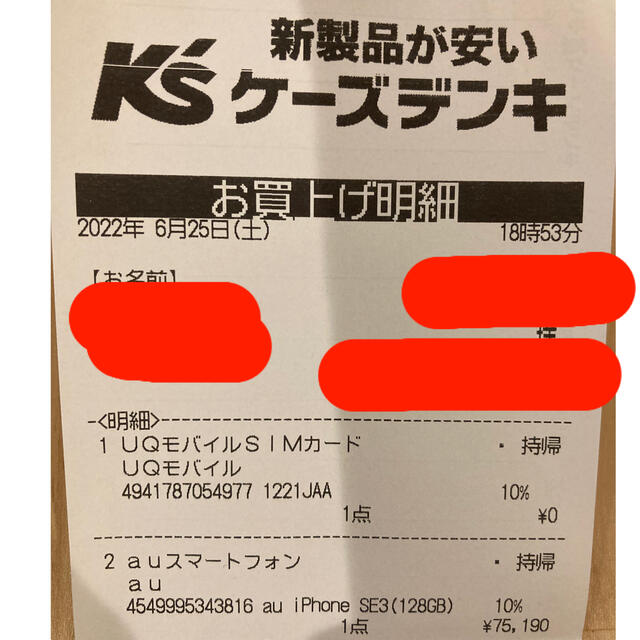 新製品が安い
K's ケーズデンキ
お買上げ明細
2022年 6月25日(土) 18時53分
【お名前】
様
-<明細>
1 UQモバイルSIMカード ・ 持帰
UQモバイル
4941787054977 1221JAA 10%
1点 ¥0
2 auスマートフォン ・ 持帰
au
4549995343816 au iPhone SE3(128GB) 10%
1点 ¥75,190